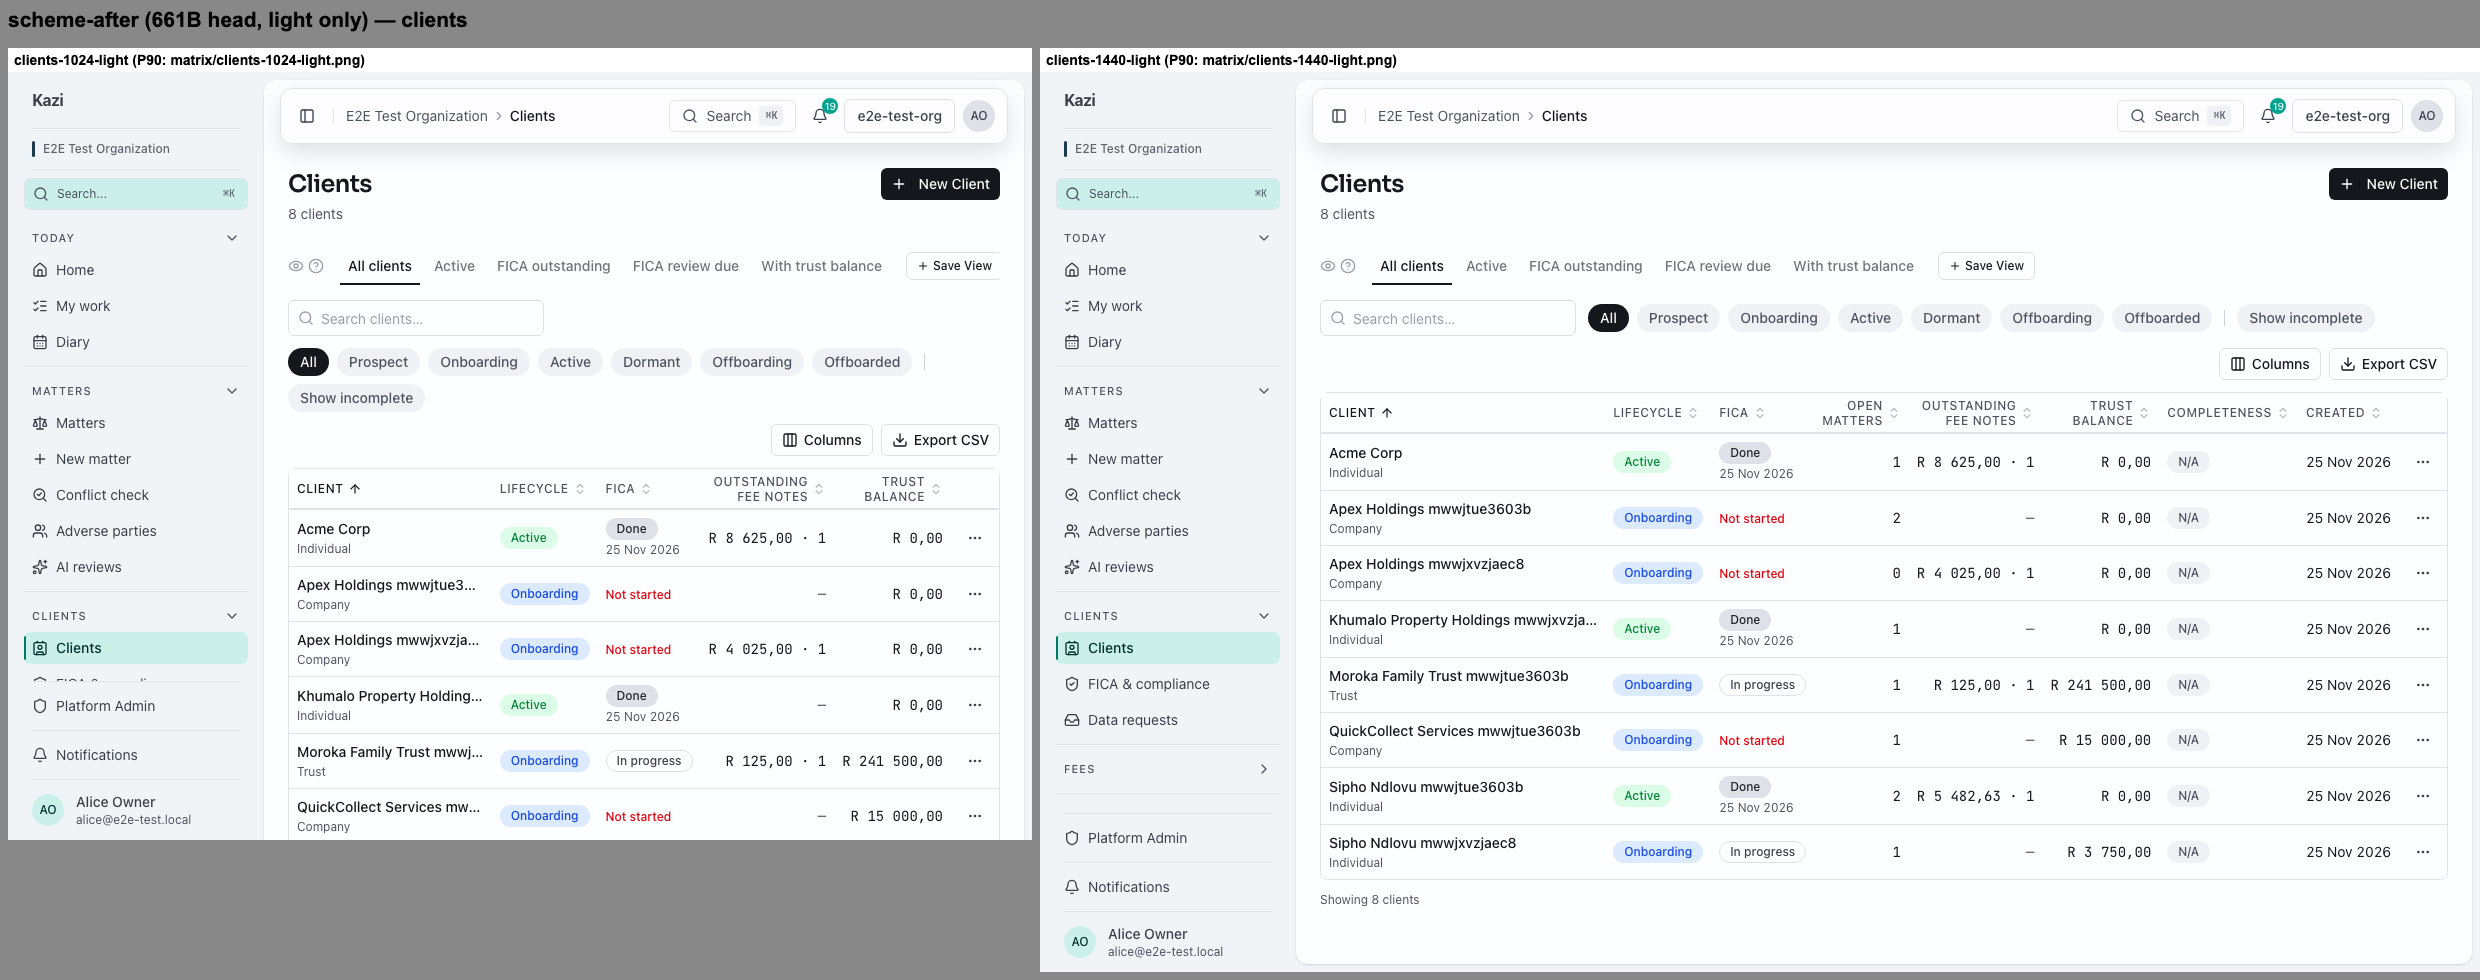 scheme-after (661B head, light only) — clients
clients-1024-light (P90: matrix/clients-1024-light.png)
Kazi
E2E Test Organization
Search... ⌘K
TODAY
Home
My work
Diary
MATTERS
Matters
New matter
Conflict check
Adverse parties
AI reviews
CLIENTS
Clients
Platform Admin
Notifications
AO Alice Owner
alice@e2e-test.local
E2E Test Organization > Clients
Search ⌘K
19
e2e-test-org
AO
Clients
8 clients
+ New Client
All clients Active FICA outstanding FICA review due With trust balance + Save View
Search clients...
All Prospect Onboarding Active Dormant Offboarding Offboarded
Show incomplete
Columns Export CSV
CLIENT LIFECYCLE FICA OUTSTANDING FEE NOTES TRUST BALANCE
Acme Corp
Individual
Active Done
25 Nov 2026
R 8 625,00 · 1 R 0,00 ···
Apex Holdings mwwjtue3...
Company
Onboarding Not started – R 0,00 ···
Apex Holdings mwwjxvzja...
Company
Onboarding Not started R 4 025,00 · 1 R 0,00 ···
Khumalo Property Holding...
Individual
Active Done
25 Nov 2026
– R 0,00 ···
Moroka Family Trust mwwj...
Trust
Onboarding In progress R 125,00 · 1 R 241 500,00 ···
QuickCollect Services mw...
Company
Onboarding Not started – R 15 000,00 ···
clients-1440-light (P90: matrix/clients-1440-light.png)
Kazi
E2E Test Organization
Search... ⌘K
TODAY
Home
My work
Diary
MATTERS
Matters
New matter
Conflict check
Adverse parties
AI reviews
CLIENTS
Clients
FICA & compliance
Data requests
FEES
Platform Admin
Notifications
AO Alice Owner
alice@e2e-test.local
E2E Test Organization > Clients
Search ⌘K
19
e2e-test-org
AO
Clients
8 clients
+ New Client
All clients Active FICA outstanding FICA review due With trust balance + Save View
Search clients...
All Prospect Onboarding Active Dormant Offboarding Offboarded Show incomplete
Columns Export CSV
CLIENT LIFECYCLE FICA OPEN MATTERS OUTSTANDING FEE NOTES TRUST BALANCE COMPLETENESS CREATED
Acme Corp
Individual
Active Done
25 Nov 2026
1 R 8 625,00 · 1 R 0,00 N/A 25 Nov 2026 ···
Apex Holdings mwwjtue3603b
Company
Onboarding Not started 2 – R 0,00 N/A 25 Nov 2026 ···
Apex Holdings mwwjxvzjaec8
Company
Onboarding Not started 0 R 4 025,00 · 1 R 0,00 N/A 25 Nov 2026 ···
Khumalo Property Holdings mwwjxvzja...
Individual
Active Done
25 Nov 2026
1 – R 0,00 N/A 25 Nov 2026 ···
Moroka Family Trust mwwjtue3603b
Trust
Onboarding In progress 1 R 125,00 · 1 R 241 500,00 N/A 25 Nov 2026 ···
QuickCollect Services mwwjtue3603b
Company
Onboarding Not started 1 – R 15 000,00 N/A 25 Nov 2026 ···
Sipho Ndlovu mwwjtue3603b
Individual
Active Done
25 Nov 2026
2 R 5 482,63 · 1 R 0,00 N/A 25 Nov 2026 ···
Sipho Ndlovu mwwjxvzjaec8
Individual
Onboarding In progress 1 – R 3 750,00 N/A 25 Nov 2026 ···
Showing 8 clients